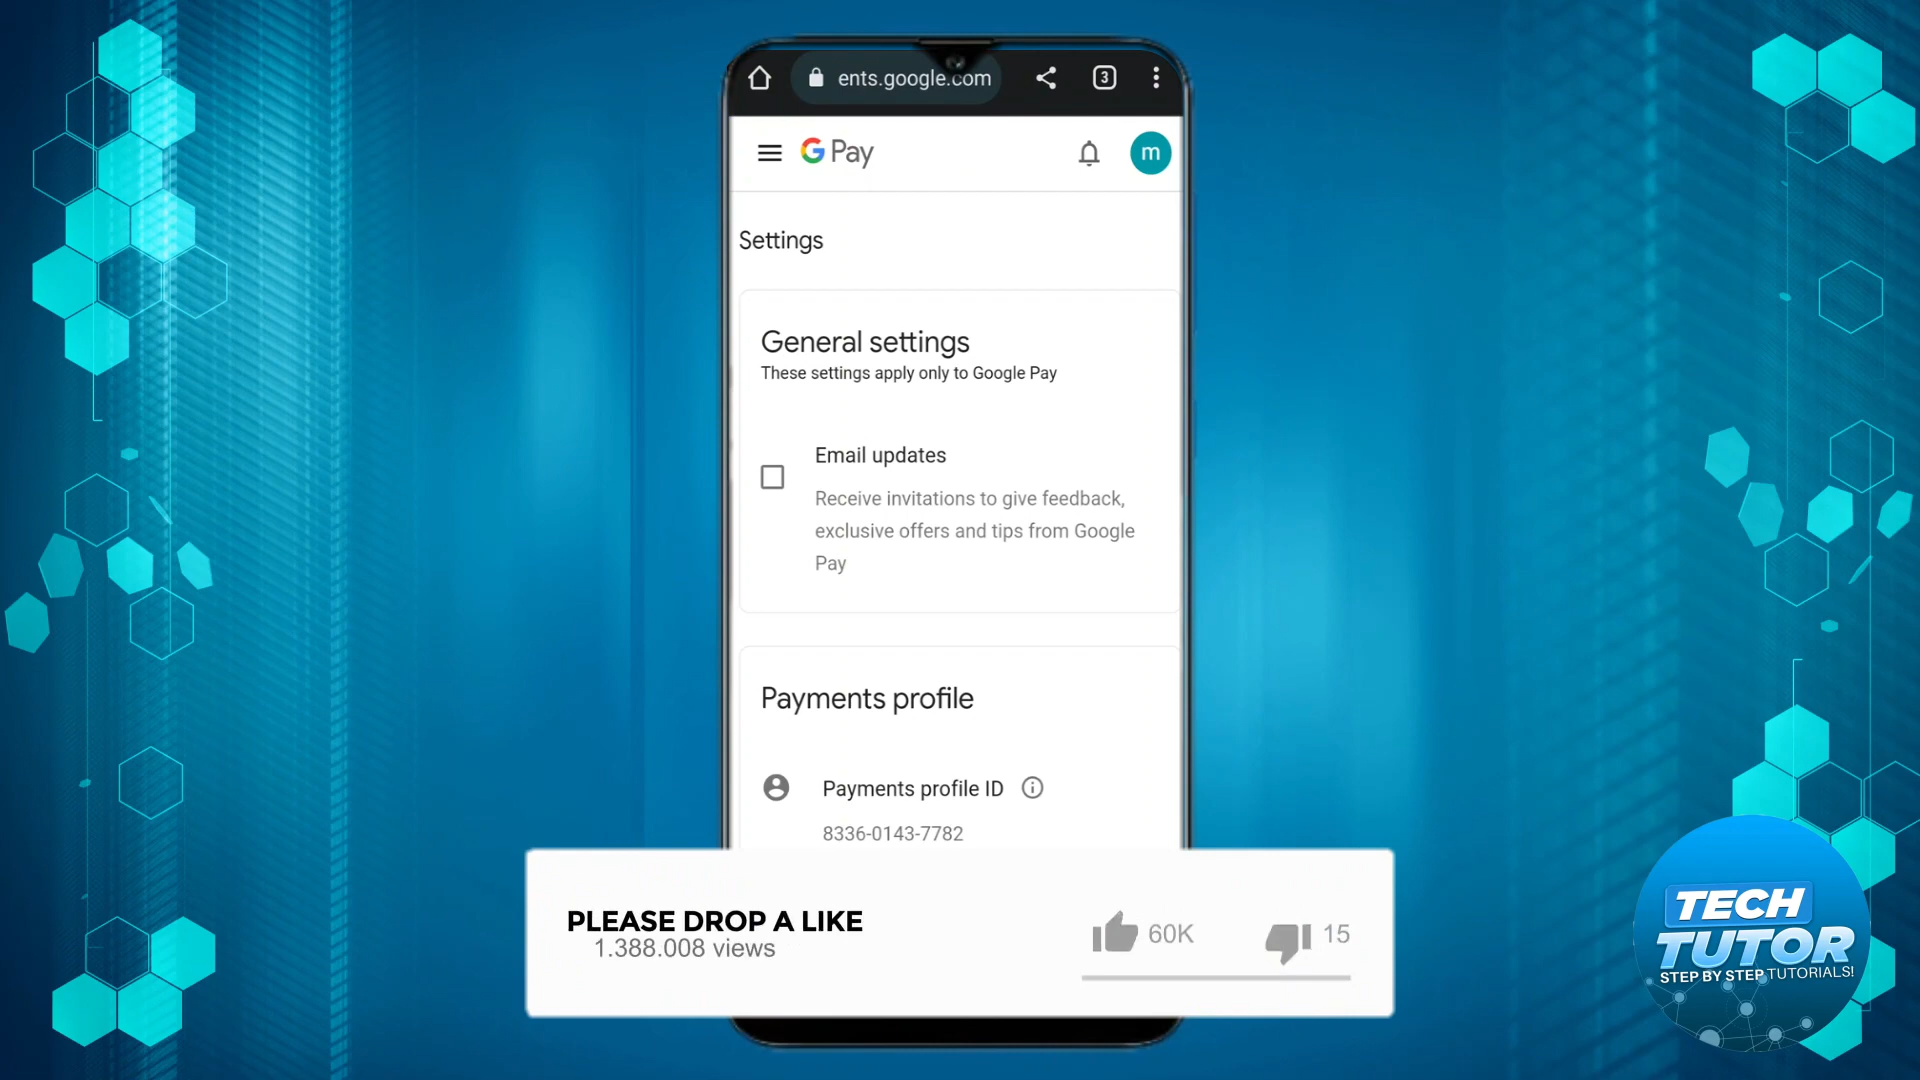 ents.google.com
3
G Pay
m
Settings
General settings
These settings apply only to Google Pay
Email updates
Receive invitations to give feedback,
exclusive offers and tips from Google
Pay
Payments profile
Payments profile ID
8336-0143-7782
PLEASE DROP A LIKE
1.388.008 views
60K
15
TECH
TUTOR
STEP BY STEP TUTORIALS!